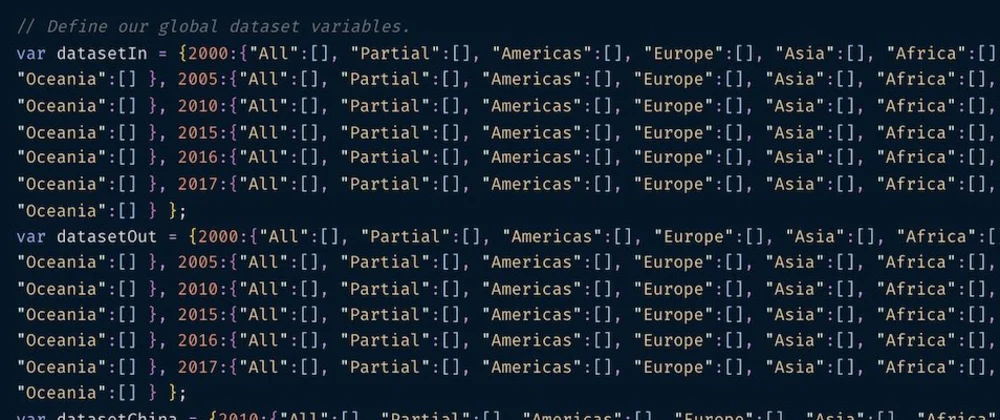 // Define our global dataset variables.
var datasetIn = {2000:{"All":[], "Partial":[], "Americas":[], "Europe":[], "Asia":[], "Africa":[]
"Oceania":[] }, 2005:{"All":[], "Partial":[], "Americas":[], "Europe":[], "Asia":[], "Africa":[],
"Oceania":[] }, 2010:{"All":[], "Partial":[], "Americas":[], "Europe":[], "Asia":[], "Africa":[],
"Oceania":[] }, 2015:{"All":[], "Partial":[], "Americas":[], "Europe":[], "Asia":[], "Africa":[],
"Oceania":[] }, 2016:{"All":[], "Partial":[], "Americas":[], "Europe":[], "Asia":[], "Africa":[],
"Oceania":[] }, 2017:{"All":[], "Partial":[], "Americas":[], "Europe":[], "Asia":[], "Africa":[],
"Oceania":[] } };
var datasetOut = {2000:{"All":[], "Partial":[], "Americas":[], "Europe":[], "Asia":[], "Africa":[
"Oceania":[] }, 2005:{"All":[], "Partial":[], "Americas":[], "Europe":[], "Asia":[], "Africa":[],
"Oceania":[] }, 2010:{"All":[], "Partial":[], "Americas":[], "Europe":[], "Asia":[], "Africa":[],
"Oceania":[] }, 2015:{"All":[], "Partial":[], "Americas":[], "Europe":[], "Asia":[], "Africa":[],
"Oceania":[] }, 2016:{"All":[], "Partial":[], "Americas":[], "Europe":[], "Asia":[], "Africa":[],
"Oceania":[] }, 2017:{"All":[], "Partial":[], "Americas":[], "Europe":[], "Asia":[], "Africa":[],
"Oceania":[] } };
var datasetChina = {2010:{"All":[], "Partial":[], "Americas":[], "Europe":[], "Asia":[], "Africa"